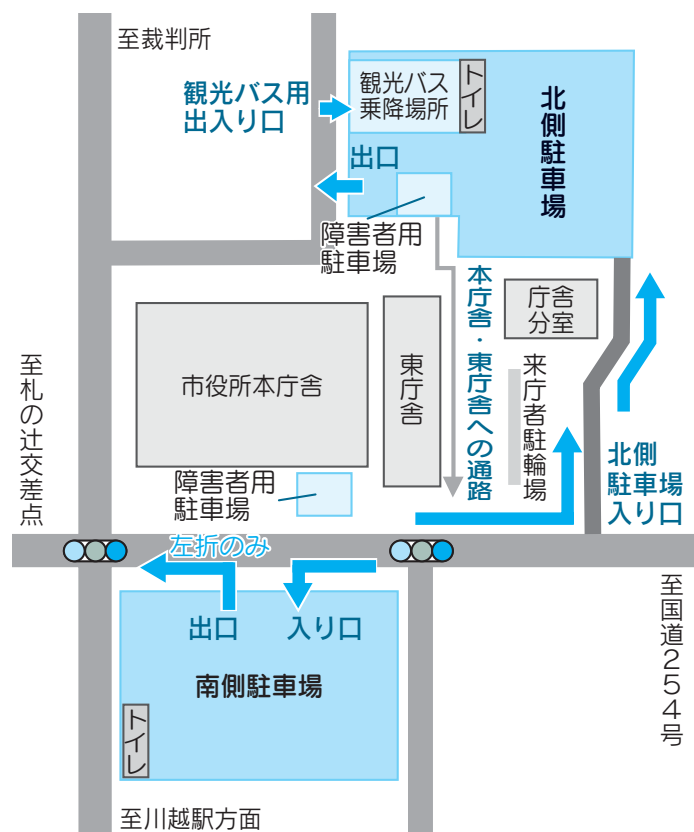 至裁判所
観光バス用
出入り口
観光バス
乗降場所
トイレ
北側駐車場
出口
障害者用
駐車場
本庁舎・東庁舎への通路
庁舎
分室
至札の辻交差点
市役所本庁舎
東庁舎
来庁者駐輪場
障害者用
駐車場
北側
駐車場
入り口
左折のみ
出口
入り口
至国道254号
南側駐車場
トイレ
至川越駅方面